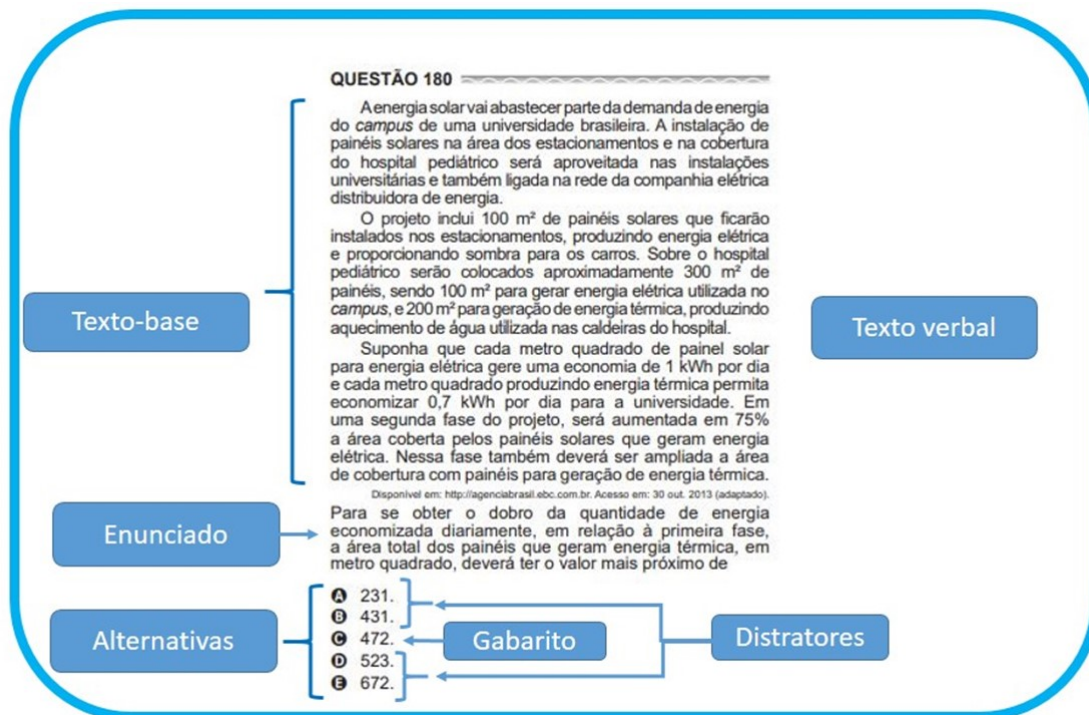 QUESTÃO 180
A energia solar vai abastecer parte da demanda de energia
do campus de uma universidade brasileira. A instalação de
painéis solares na área dos estacionamentos e na cobertura
do hospital pediátrico será aproveitada nas instalações
universitárias e também ligada na rede da companhia elétrica
distribuidora de energia.
O projeto inclui 100 m² de painéis solares que ficarão
instalados nos estacionamentos, produzindo energia elétrica
e proporcionando sombra para os carros. Sobre o hospital
pediátrico serão colocados aproximadamente 300 m² de
painéis, sendo 100 m² para gerar energia elétrica utilizada no
campus, e 200 m² para geração de energia térmica, produzindo
aquecimento de água utilizada nas caldeiras do hospital.
Suponha que cada metro quadrado de painel solar
para energia elétrica gere uma economia de 1 kWh por dia
e cada metro quadrado produzindo energia térmica permita
economizar 0,7 kWh por dia para a universidade. Em
uma segunda fase do projeto, será aumentada em 75%
a área coberta pelos painéis solares que geram energia
elétrica. Nessa fase também deverá ser ampliada a área
de cobertura com painéis para geração de energia térmica.
Disponível em: http://agenciabrasil.ebc.com.br. Acesso em: 30 out. 2013 (adaptado).
Texto-base
Texto verbal
Enunciado
Para se obter o dobro da quantidade de energia
economizada diariamente, em relação à primeira fase,
a área total dos painéis que geram energia térmica, em
metro quadrado, deverá ter o valor mais próximo de
Alternativas
A 231.
B 431.
C 472.
D 523.
E 672.
Gabarito
Distratores